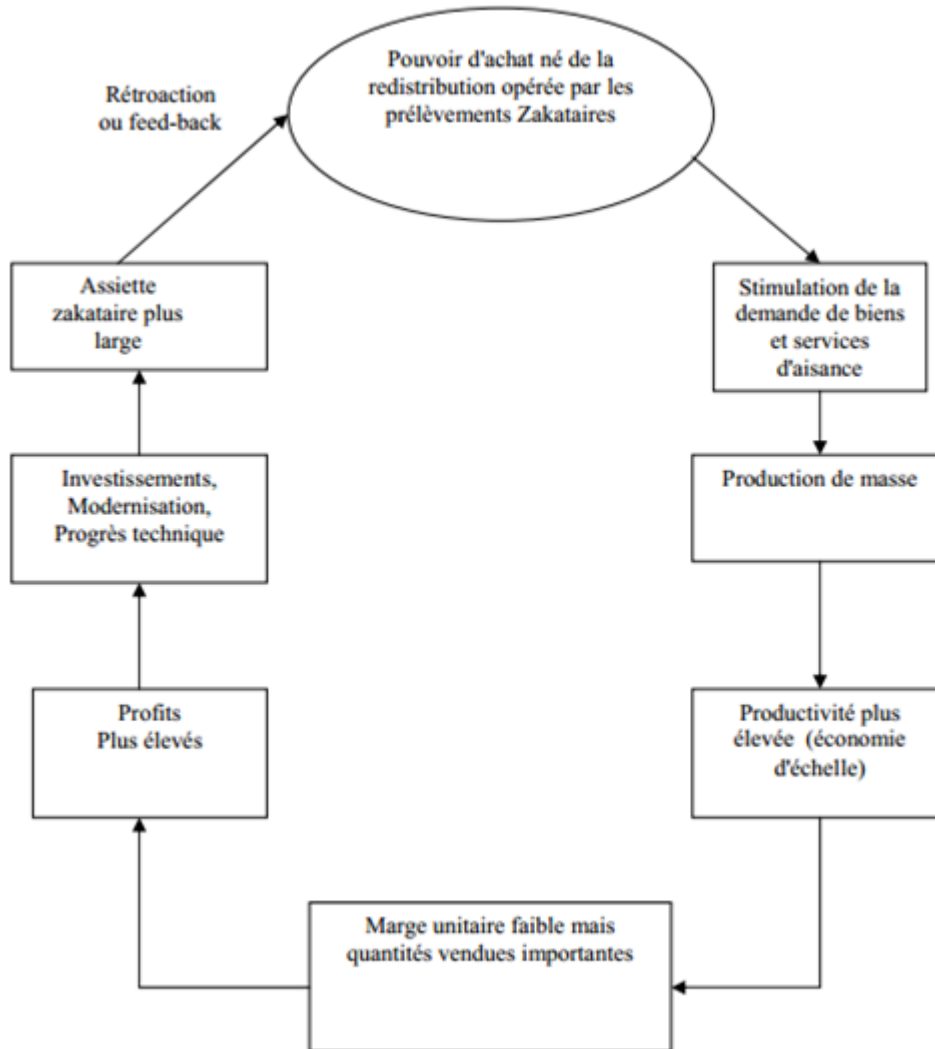 Pouvoir d'achat né de la
redistribution opérée par les
prélèvements Zakataires
Rétroaction
ou feed-back
Stimulation de la
demande de biens
et services
d'aisance
Production de masse
Productivité plus
élevée (économie
d'échelle)
Marge unitaire faible mais
quantités vendues importantes
Profits
Plus élevés
Investissements,
Modernisation,
Progrès technique
Assiette
zakataire plus
large